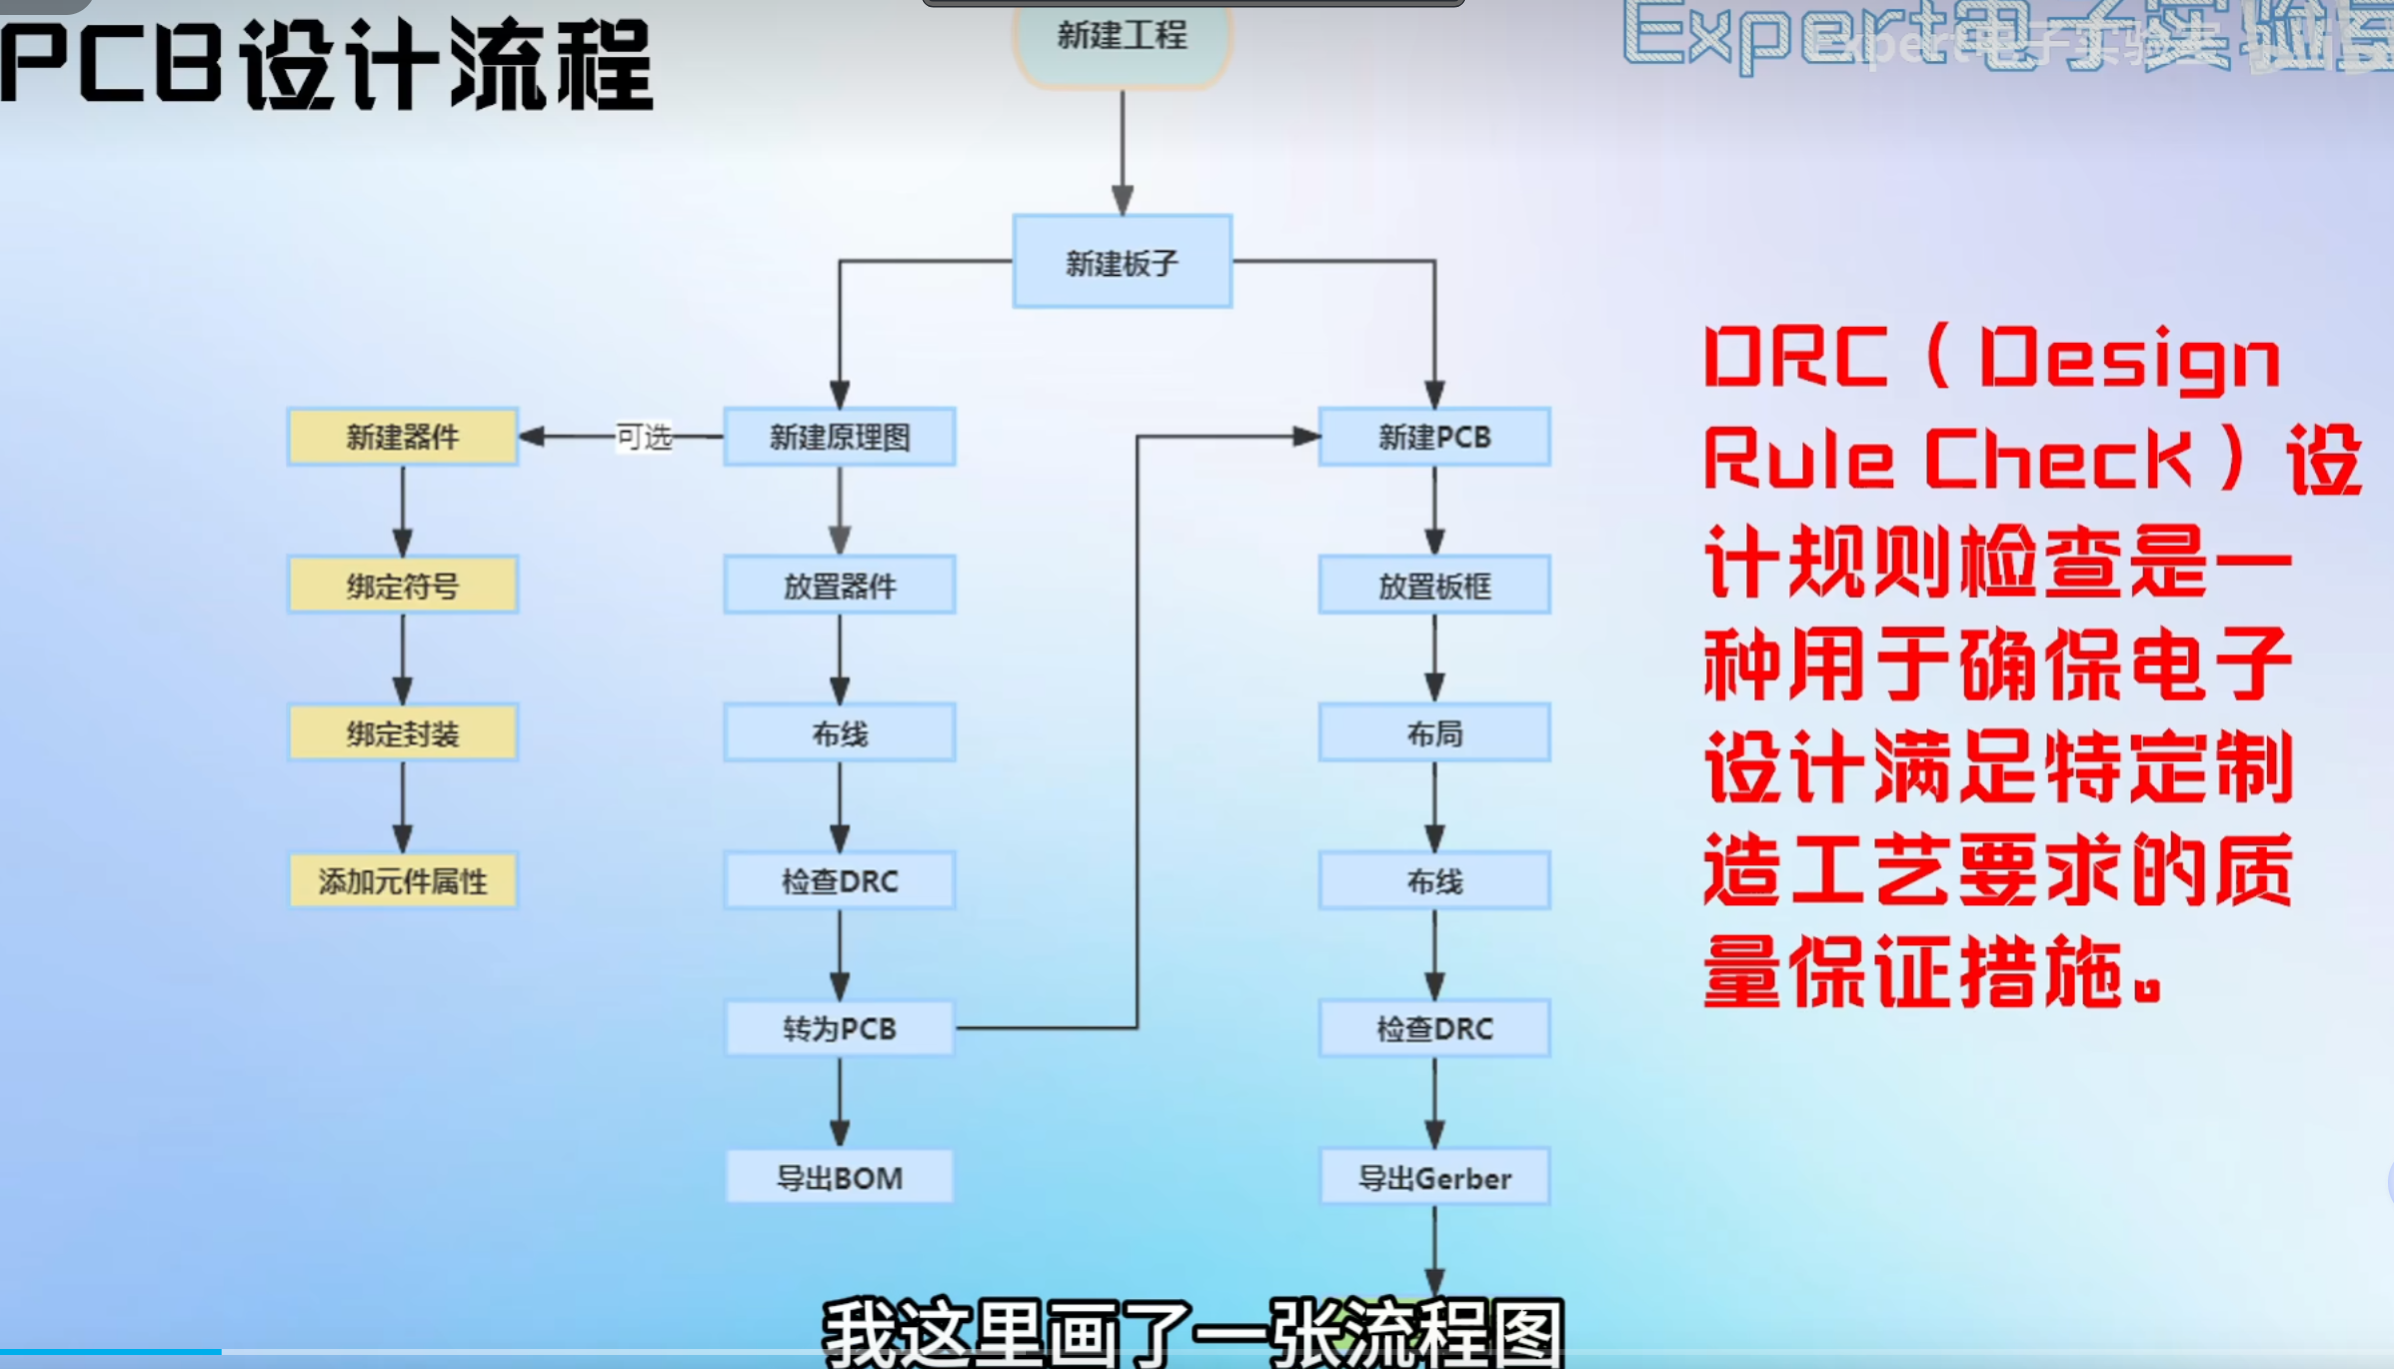 PCB设计流程
Expert电子实验室
新建工程
新建板子
新建器件
可选
新建原理图
新建PCB
绑定符号
放置器件
放置板框
绑定封装
布线
布局
添加元件属性
检查DRC
布线
转为PCB
检查DRC
导出BOM
导出Gerber
DRC（Design
Rule Check）设
计规则检查是一
种用于确保电子
设计满足特定制
造工艺要求的质
量保证措施。
我这里画了一张流程图